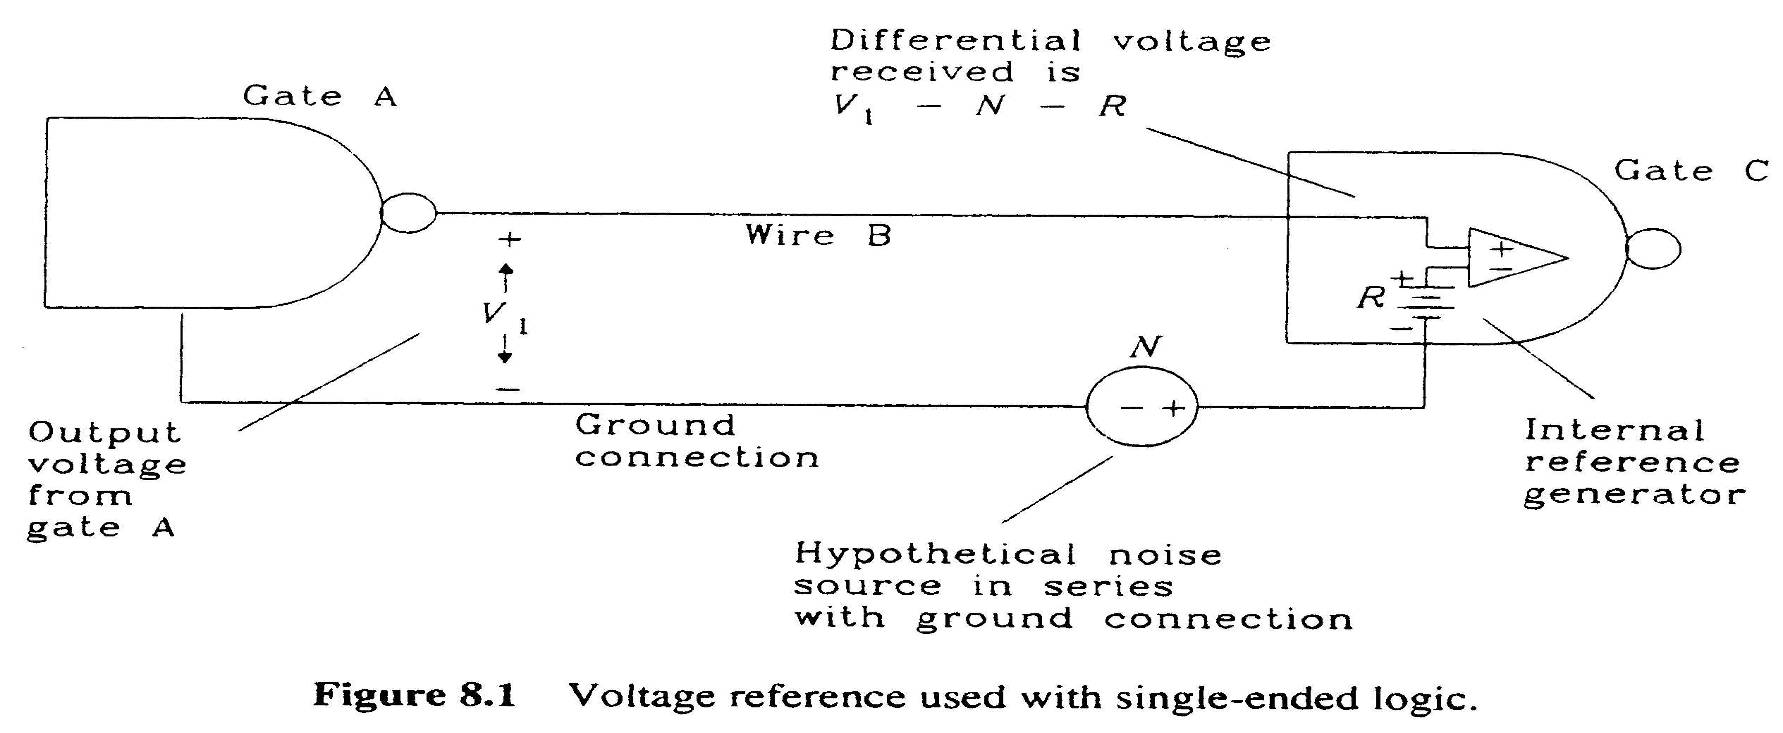 Differential voltage
received is
V₁ − N − R
Gate A
Gate C
Wire B
+
V₁
−
+
−
+
R
−
N
− +
Ground
connection
Output
voltage
from
gate A
Internal
reference
generator
Hypothetical noise
source in series
with ground connection
Figure 8.1 Voltage reference used with single-ended logic.